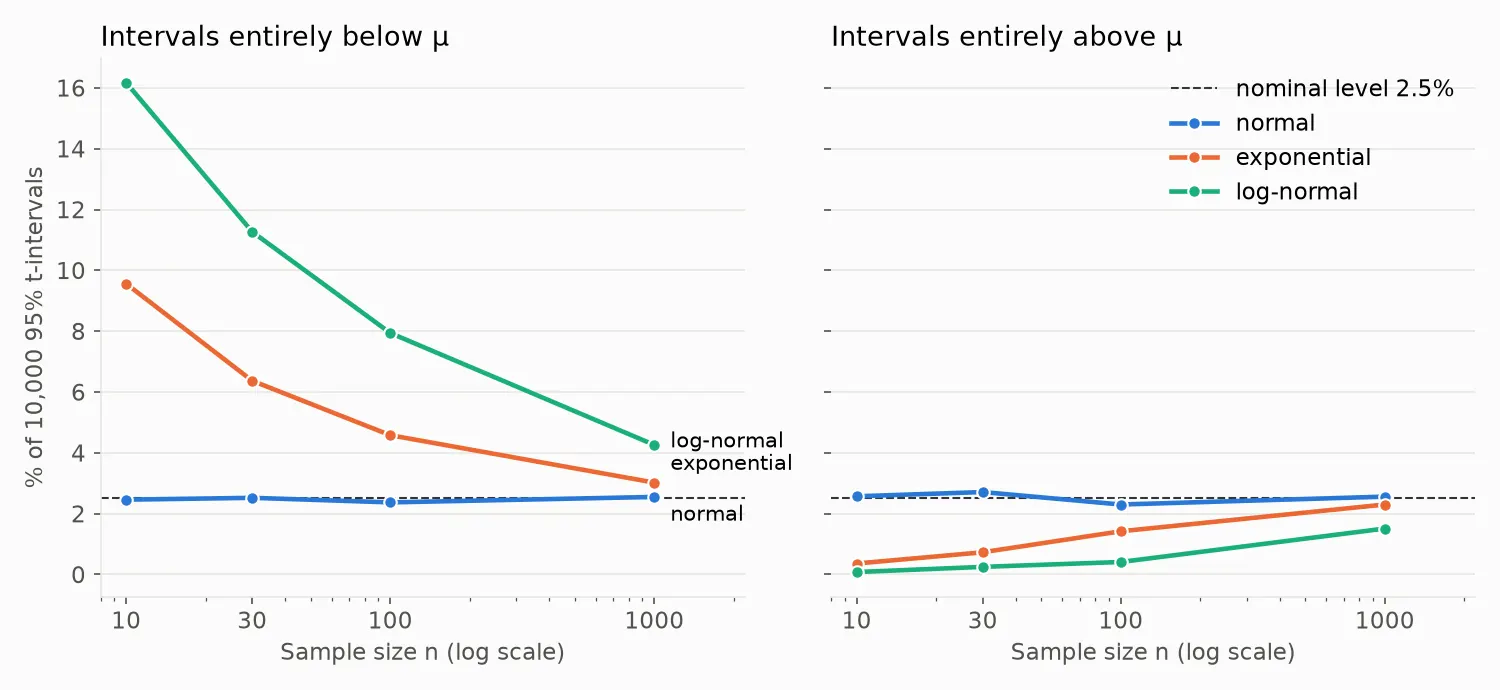 Intervals entirely below μ
% of 10,000 95% t-intervals
16
14
12
10
8
6
4
2
0
log-normal
exponential
normal
10
30
100
1000
Sample size n (log scale)
Intervals entirely above μ
nominal level 2.5%
normal
exponential
log-normal
10
30
100
1000
Sample size n (log scale)